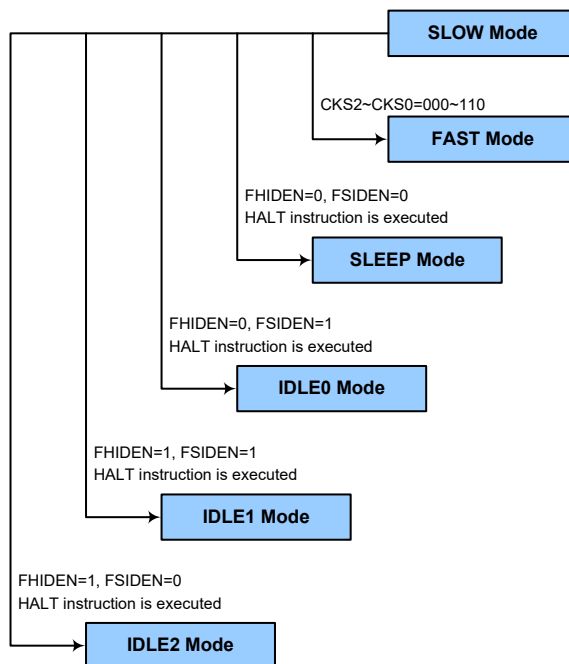 SLOW Mode
CKS2~CKS0=000~110
FAST Mode
FHIDEN=0, FSIDEN=0
HALT instruction is executed
SLEEP Mode
FHIDEN=0, FSIDEN=1
HALT instruction is executed
IDLE0 Mode
FHIDEN=1, FSIDEN=1
HALT instruction is executed
IDLE1 Mode
FHIDEN=1, FSIDEN=0
HALT instruction is executed
IDLE2 Mode